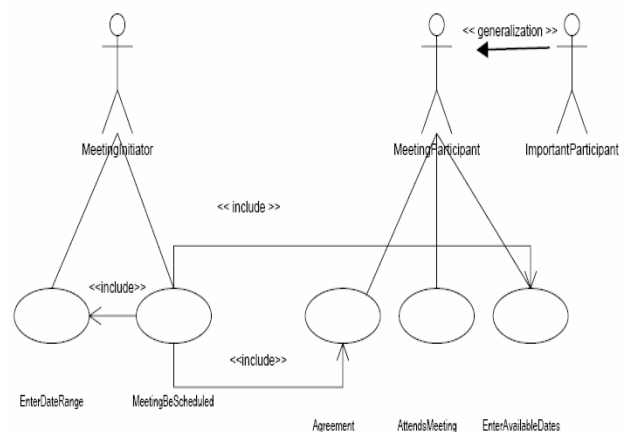 << generalization >>
MeetingInitiator
MeetingParticipant
ImportantParticipant
<< include >>
<<include>>
<<include>>
EnterDateRange
MeetingBeScheduled
Agreement
AttendsMeeting
EnterAvailableDates